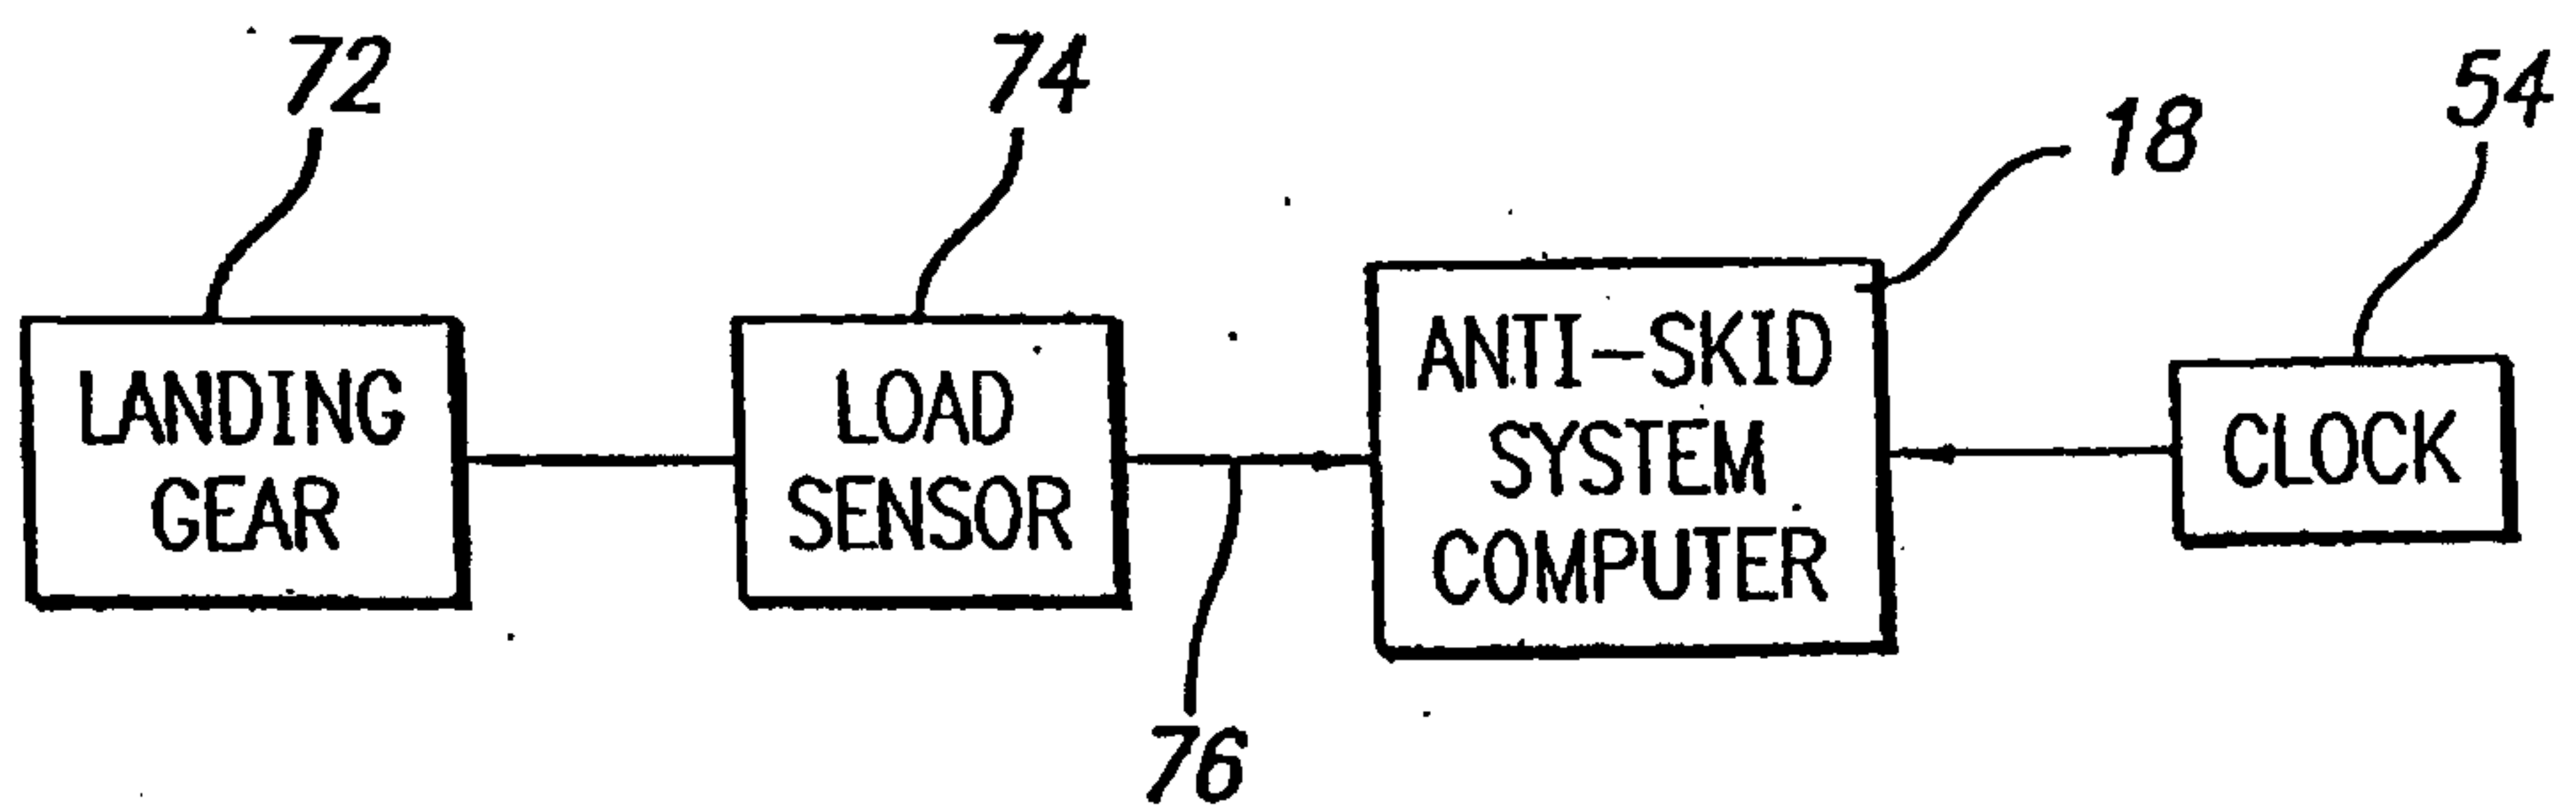 72
74
18
54
LANDING
GEAR
LOAD
SENSOR
ANTI-SKID
SYSTEM
COMPUTER
CLOCK
76